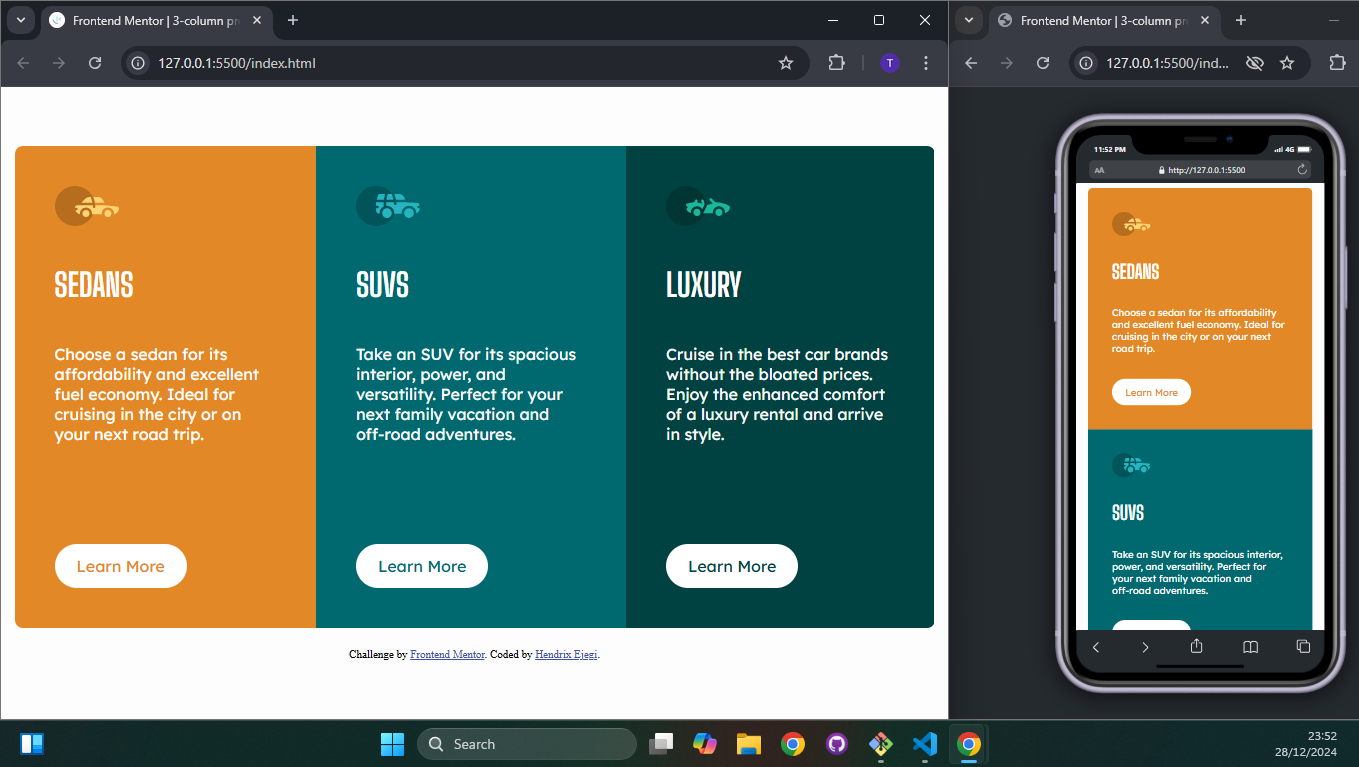 Frontend Mentor | 3-column pr
127.0.0.1:5500/index.html
T
SEDANS
Choose a sedan for its
affordability and excellent
fuel economy. Ideal for
cruising in the city or on
your next road trip.
Learn More
SUVS
Take an SUV for its spacious
interior, power, and
versatility. Perfect for your
next family vacation and
off-road adventures.
Learn More
LUXURY
Cruise in the best car brands
without the bloated prices.
Enjoy the enhanced comfort
of a luxury rental and arrive
in style.
Learn More
Challenge by Frontend Mentor. Coded by Hendrix Ejegi.
Frontend Mentor | 3-column pr
127.0.0.1:5500/ind...
11:52 PM
4G
AA
http://127.0.0.1:5500
SEDANS
Choose a sedan for its affordability
and excellent fuel economy. Ideal for
cruising in the city or on your next
road trip.
Learn More
SUVS
Take an SUV for its spacious interior,
power, and versatility. Perfect for
your next family vacation and
off-road adventures.
Search
23:52
28/12/2024